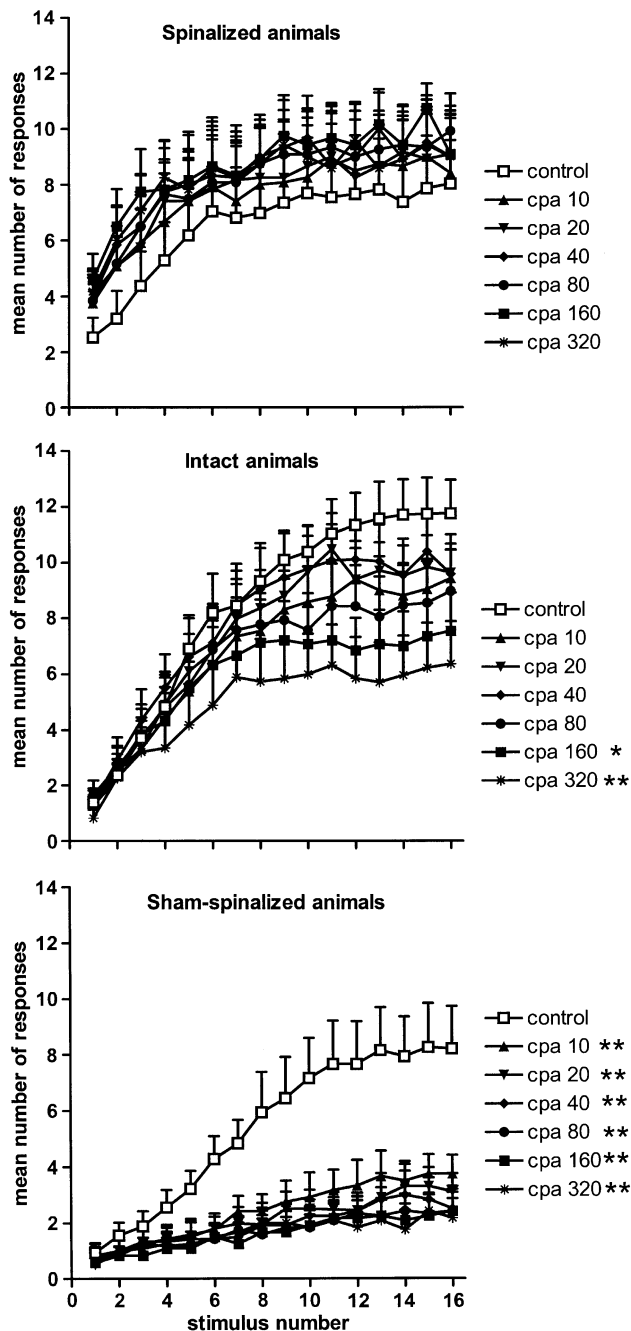 Spinalized animals
mean number of responses
14
12
10
8
6
4
2
0
control
cpa 10
cpa 20
cpa 40
cpa 80
cpa 160
cpa 320
Intact animals
mean number of responses
14
12
10
8
6
4
2
0
control
cpa 10
cpa 20
cpa 40
cpa 80
cpa 160 *
cpa 320 **
Sham-spinalized animals
mean number of responses
14
12
10
8
6
4
2
0
control
cpa 10 **
cpa 20 **
cpa 40 **
cpa 80 **
cpa 160 **
cpa 320 **
0 2 4 6 8 10 12 14 16
stimulus number